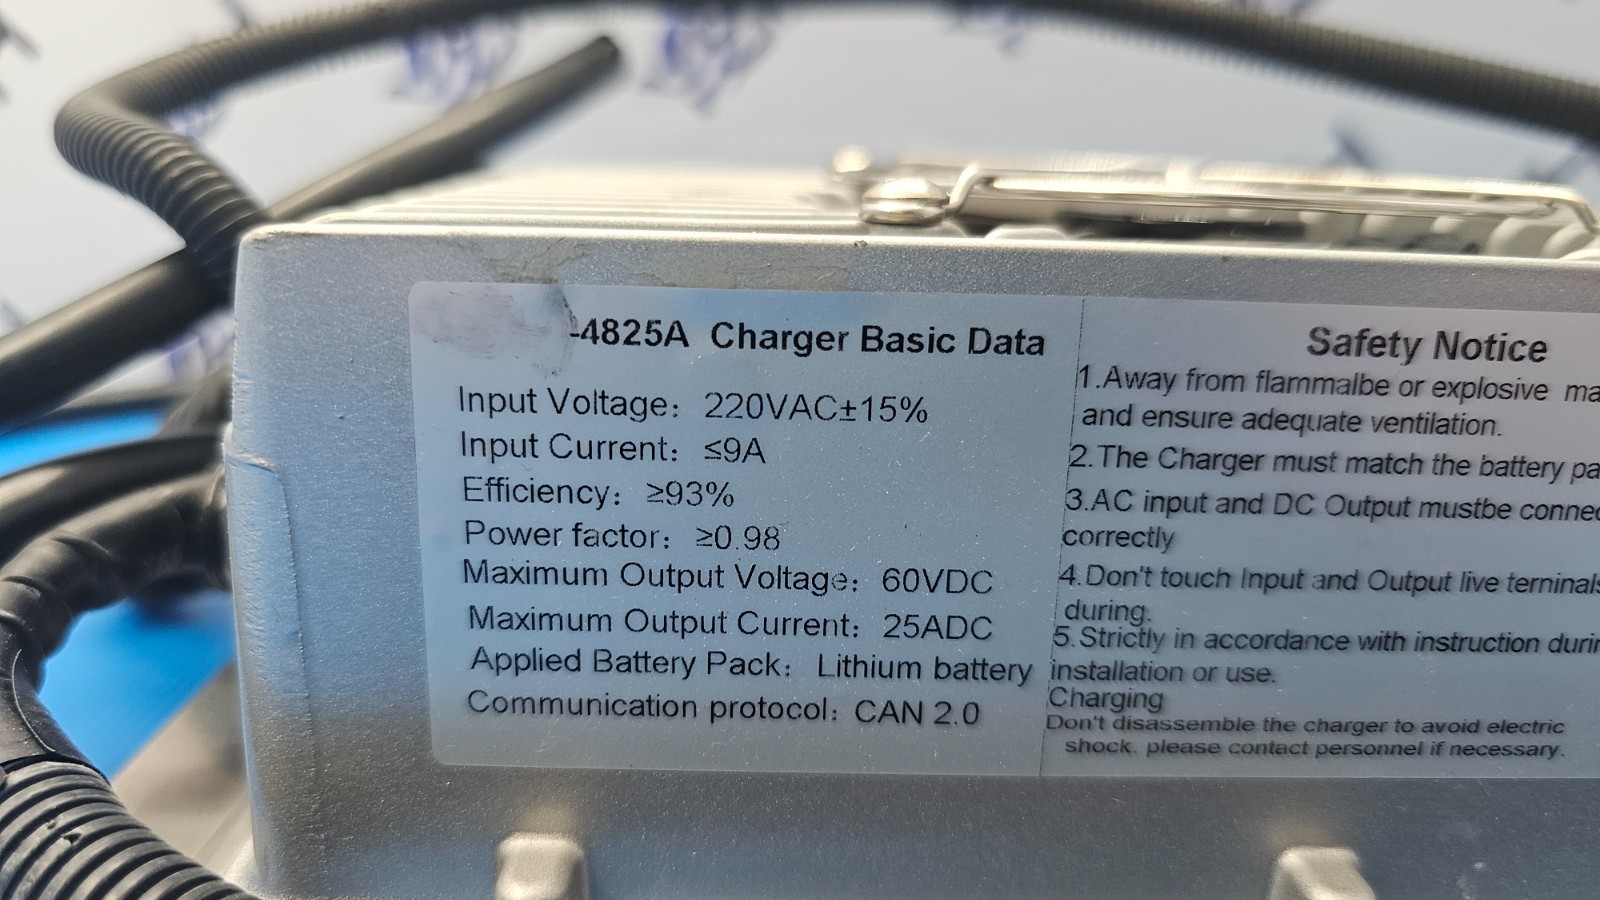 -4825A Charger Basic Data
Input Voltage: 220VAC±15%
Input Current: ≤9A
Efficiency: ≥93%
Power factor: ≥0.98
Maximum Output Voltage: 60VDC
Maximum Output Current: 25ADC
Applied Battery Pack: Lithium battery
Communication protocol: CAN 2.0
Safety Notice
1.Away from flammalbe or explosive ma
and ensure adequate ventilation.
2.The Charger must match the battery pa
3.AC input and DC Output mustbe connec
correctly
4.Don't touch Input and Output live terninals
during.
5.Strictly in accordance with instruction durin
installation or use.
Charging
Don't disassemble the charger to avoid electric
shock. please contact personnel if necessary.